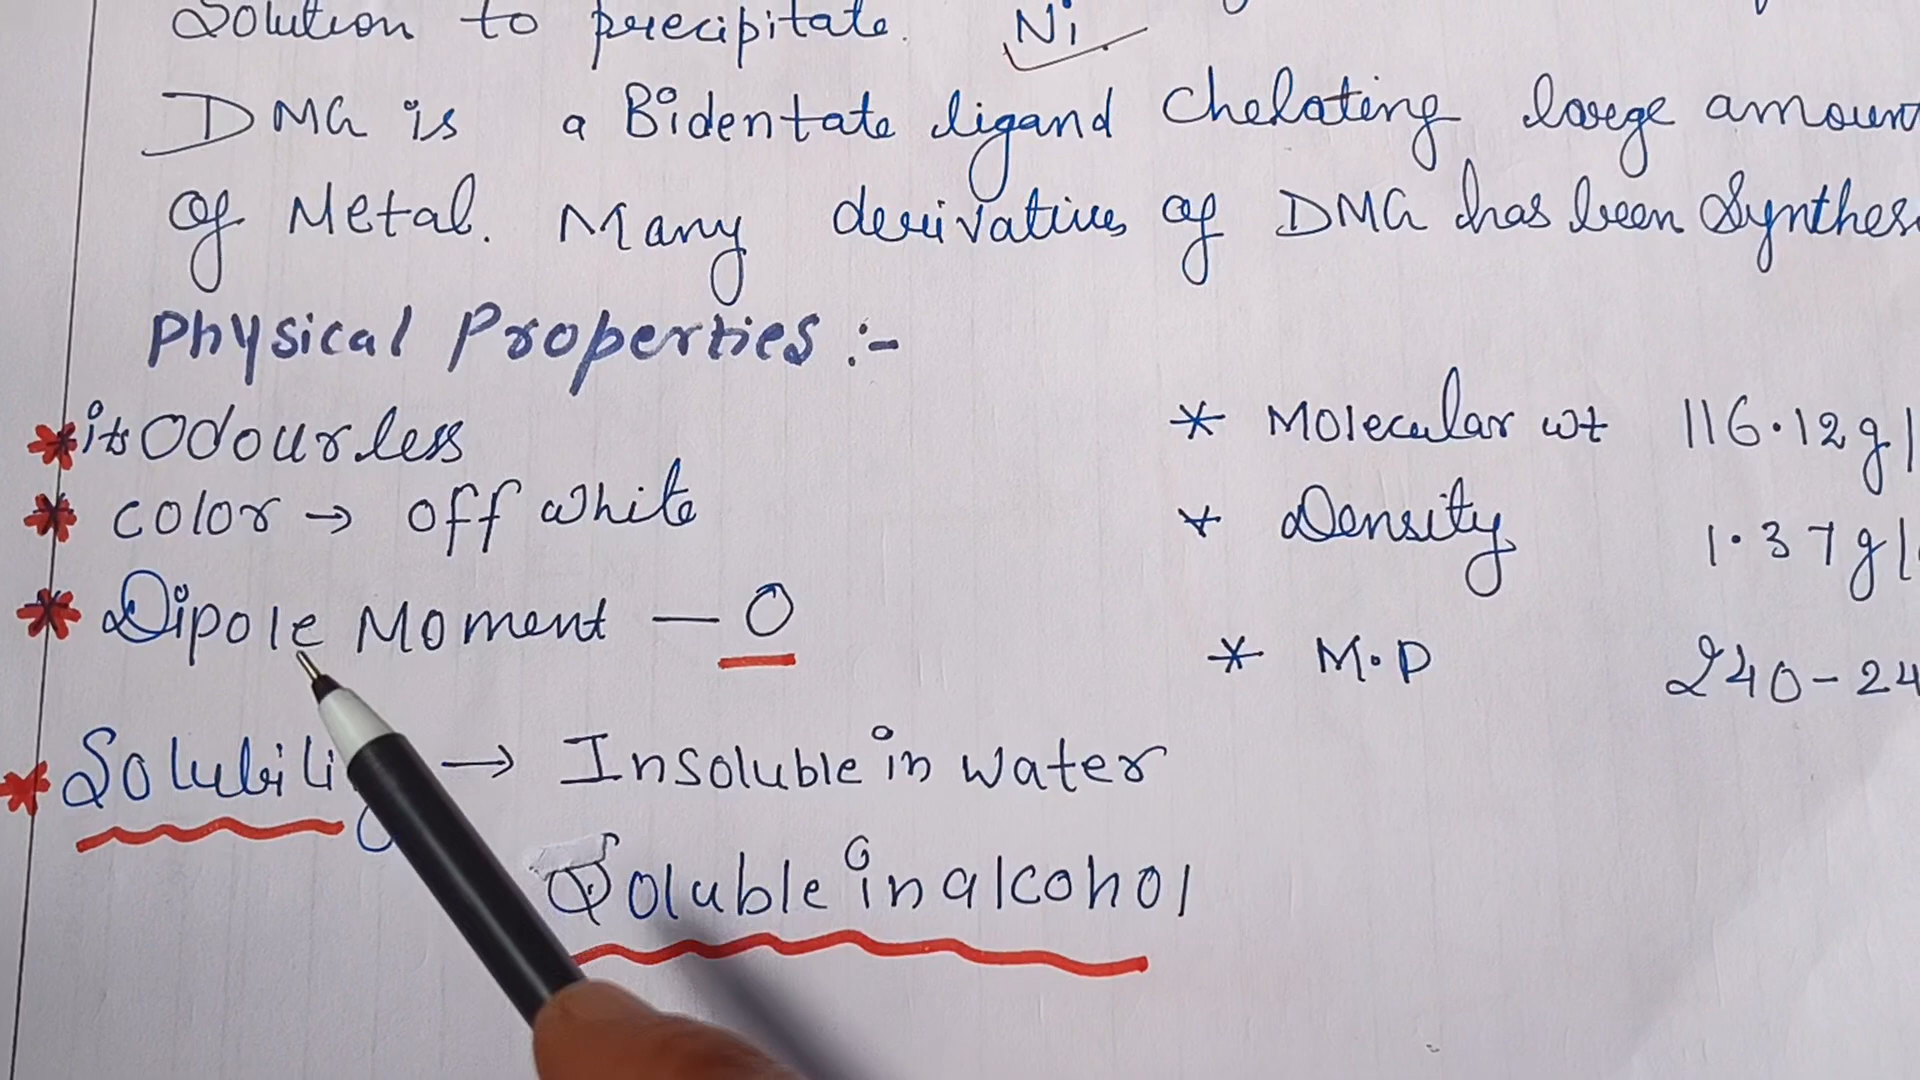 Solution to precipitate. Ni
DMG is a Bidentate ligand Chelating large amoun
of Metal. Many derivatives of DMG has been Synthes
Physical Properties :-
* its Odourless
* color → off white
* Dipole Moment — 0
* Solubili → Insoluble in water
Soluble in alcohol
* Molecular wt 116.12 g/
* Density 1.37 g/
* M.P 240-24